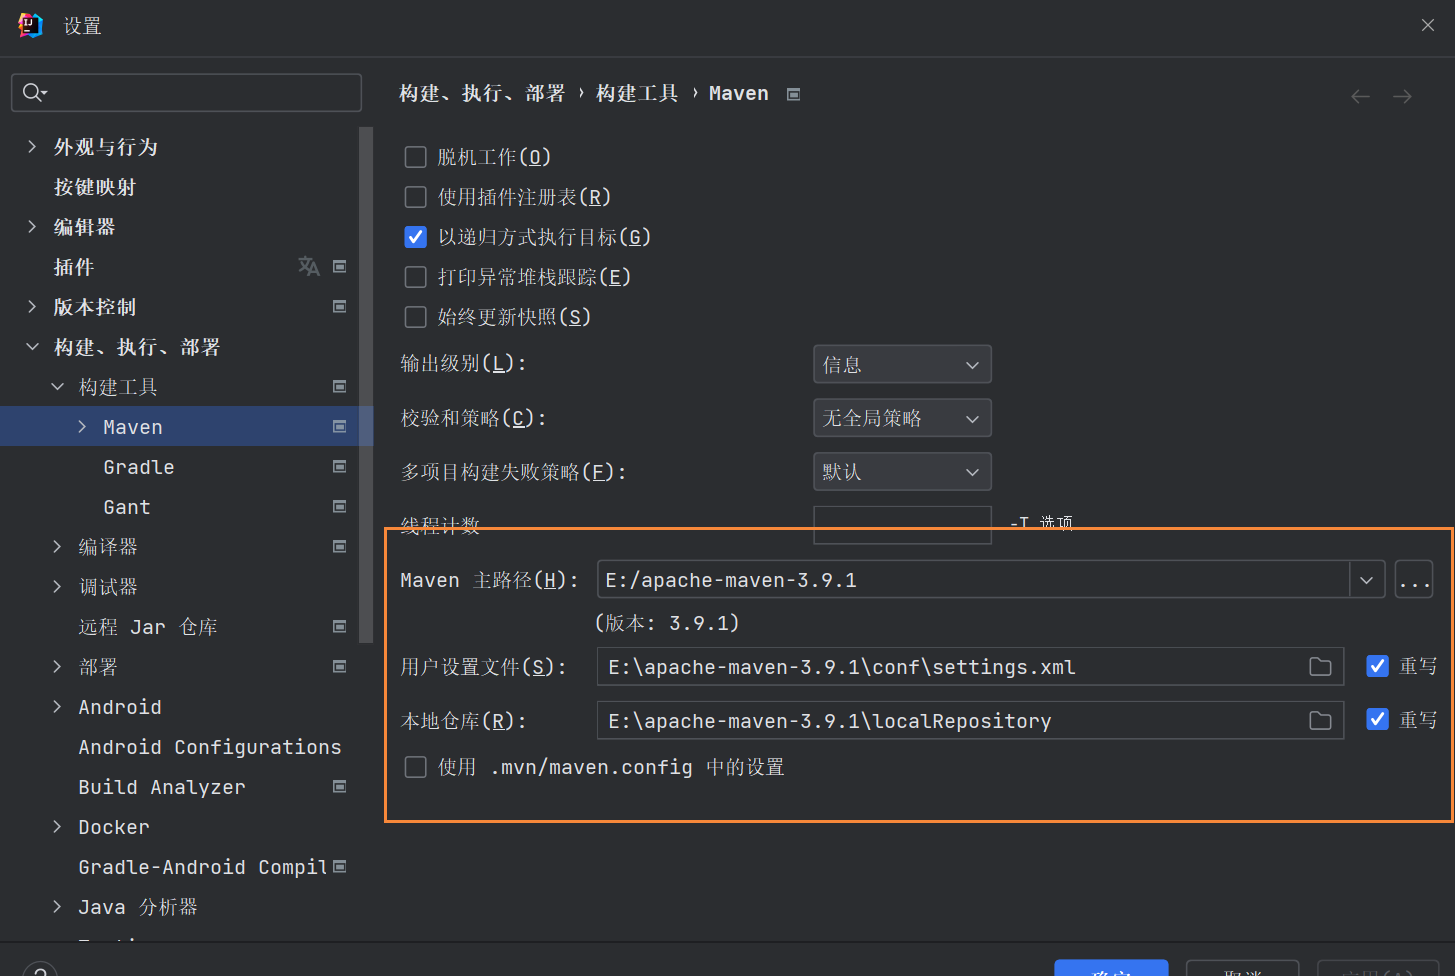 设置
外观与行为
按键映射
编辑器
插件
版本控制
构建、执行、部署
构建工具
Maven
Gradle
Gant
编译器
调试器
远程 Jar 仓库
部署
Android
Android Configurations
Build Analyzer
Docker
Gradle-Android Compil
Java 分析器
构建、执行、部署 › 构建工具 › Maven
脱机工作(O)
使用插件注册表(R)
以递归方式执行目标(G)
打印异常堆栈跟踪(E)
始终更新快照(S)
输出级别(L): 信息
校验和策略(C): 无全局策略
多项目构建失败策略(F): 默认
线程计数 -T 选项
Maven 主路径(H): E:/apache-maven-3.9.1 ...
(版本: 3.9.1)
用户设置文件(S): E:\apache-maven-3.9.1\conf\settings.xml 重写
本地仓库(R): E:\apache-maven-3.9.1\localRepository 重写
使用 .mvn/maven.config 中的设置
?
确定 取消